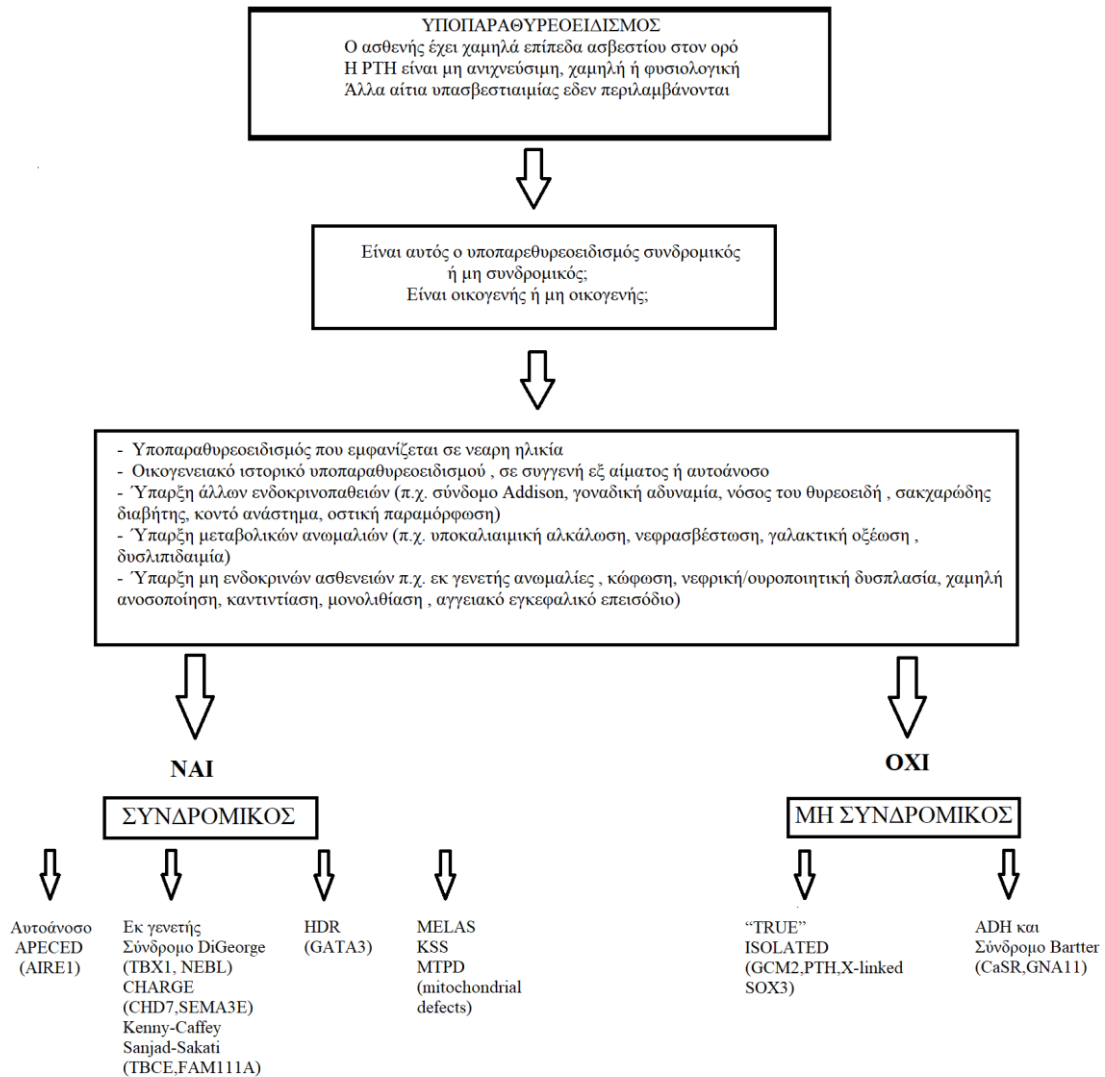 ΥΠΟΠΑΡΑΘΥΡΕΟΕΙΔΙΣΜΟΣ
Ο ασθενής έχει χαμηλά επίπεδα ασβεστίου στον ορό
Η PTH είναι μη ανιχνεύσιμη, χαμηλή ή φυσιολογική
Άλλα αίτια υπασβεστιαιμίας εδεν περιλαμβάνονται
Είναι αυτός ο υποπαρεθυρεοειδισμός συνδρομικός
ή μη συνδρομικός;
Είναι οικογενής ή μη οικογενής;
- Υποπαραθυρεοειδισμός που εμφανίζεται σε νεαρη ηλικία
- Οικογενειακό ιστορικό υποπαραθυρεοειδισμού , σε συγγενή εξ αίματος ή αυτοάνοσο
- Ύπαρξη άλλων ενδοκρινοπαθειών (π.χ. σύνδομο Addison, γοναδική αδυναμία, νόσος του θυρεοειδή , σακχαρώδης
διαβήτης, κοντό ανάστημα, οστική παραμόρφωση)
- Ύπαρξη μεταβολικών ανωμαλιών (π.χ. υποκαλιαιμική αλκάλωση, νεφρασβέστωση, γαλακτική οξέωση ,
δυσλιπιδαιμία)
- Ύπαρξη μη ενδοκρινών ασθενειών π.χ. εκ γενετής ανωμαλίες , κώφωση, νεφρική/ουροποιητική δυσπλασία, χαμηλή
ανοσοποίηση, καντιντίαση, μονολιθίαση , αγγειακό εγκεφαλικό επεισόδιο)
ΝΑΙ
ΣΥΝΔΡΟΜΙΚΟΣ
Αυτοάνοσο
APECED
(AIRE1)
Εκ γενετής
Σύνδρομο DiGeorge
(TBX1, NEBL)
CHARGE
(CHD7,SEMA3E)
Kenny-Caffey
Sanjad-Sakati
(TBCE,FAM111A)
HDR
(GATA3)
MELAS
KSS
MTPD
(mitochondrial
defects)
ΟΧΙ
ΜΗ ΣΥΝΔΡΟΜΙΚΟΣ
“TRUE”
ISOLATED
(GCM2,PTH,X-linked
SOX3)
ADH και
Σύνδρομο Bartter
(CaSR,GNA11)